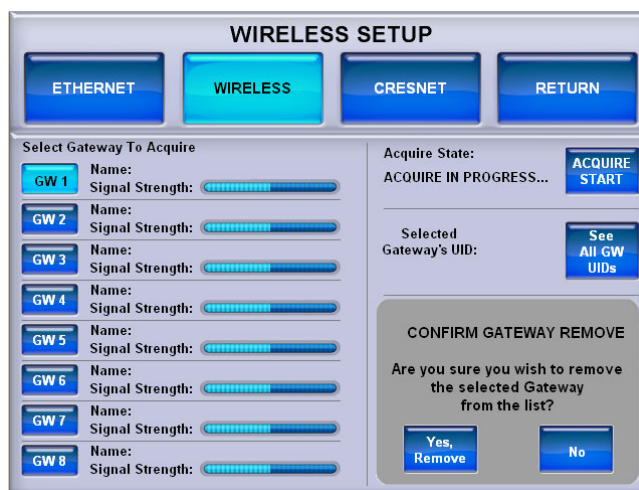 WIRELESS SETUP
ETHERNET
WIRELESS
CRESNET
RETURN
Select Gateway To Acquire
GW 1
Name:
Signal Strength:
GW 2
Name:
Signal Strength:
GW 3
Name:
Signal Strength:
GW 4
Name:
Signal Strength:
GW 5
Name:
Signal Strength:
GW 6
Name:
Signal Strength:
GW 7
Name:
Signal Strength:
GW 8
Name:
Signal Strength:
Acquire State:
ACQUIRE IN PROGRESS...
ACQUIRE
START
Selected
Gateway's UID:
See
All GW
UIDs
CONFIRM GATEWAY REMOVE
Are you sure you wish to remove
the selected Gateway
from the list?
Yes,
Remove
No